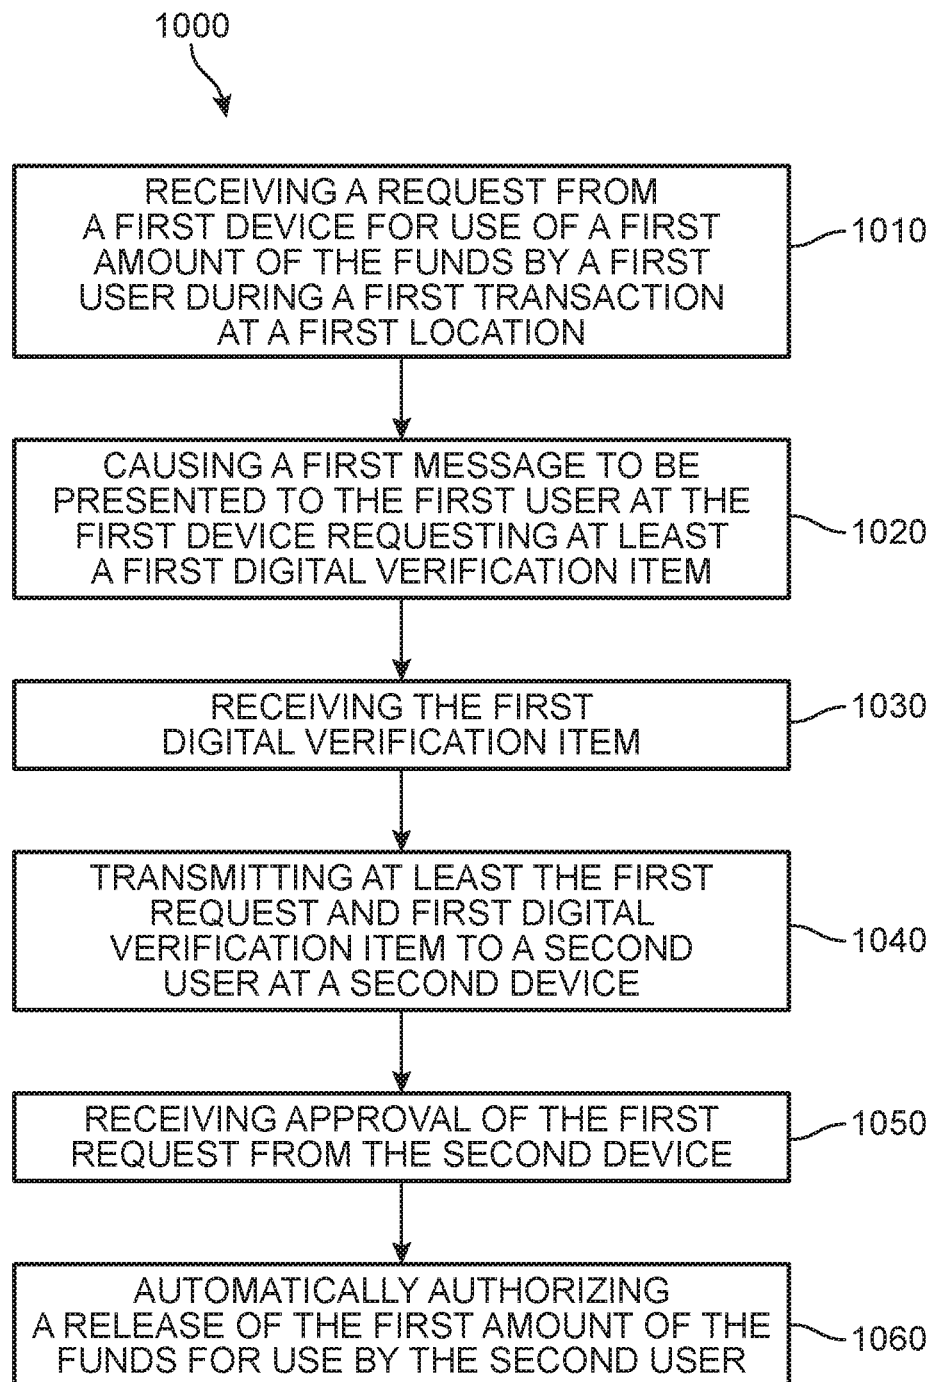 1000
RECEIVING A REQUEST FROM
A FIRST DEVICE FOR USE OF A FIRST
AMOUNT OF THE FUNDS BY A FIRST
USER DURING A FIRST TRANSACTION
AT A FIRST LOCATION
1010
CAUSING A FIRST MESSAGE TO BE
PRESENTED TO THE FIRST USER AT THE
FIRST DEVICE REQUESTING AT LEAST
A FIRST DIGITAL VERIFICATION ITEM
1020
RECEIVING THE FIRST
DIGITAL VERIFICATION ITEM
1030
TRANSMITTING AT LEAST THE FIRST
REQUEST AND FIRST DIGITAL
VERIFICATION ITEM TO A SECOND
USER AT A SECOND DEVICE
1040
RECEIVING APPROVAL OF THE FIRST
REQUEST FROM THE SECOND DEVICE
1050
AUTOMATICALLY AUTHORIZING
A RELEASE OF THE FIRST AMOUNT OF THE
FUNDS FOR USE BY THE SECOND USER
1060